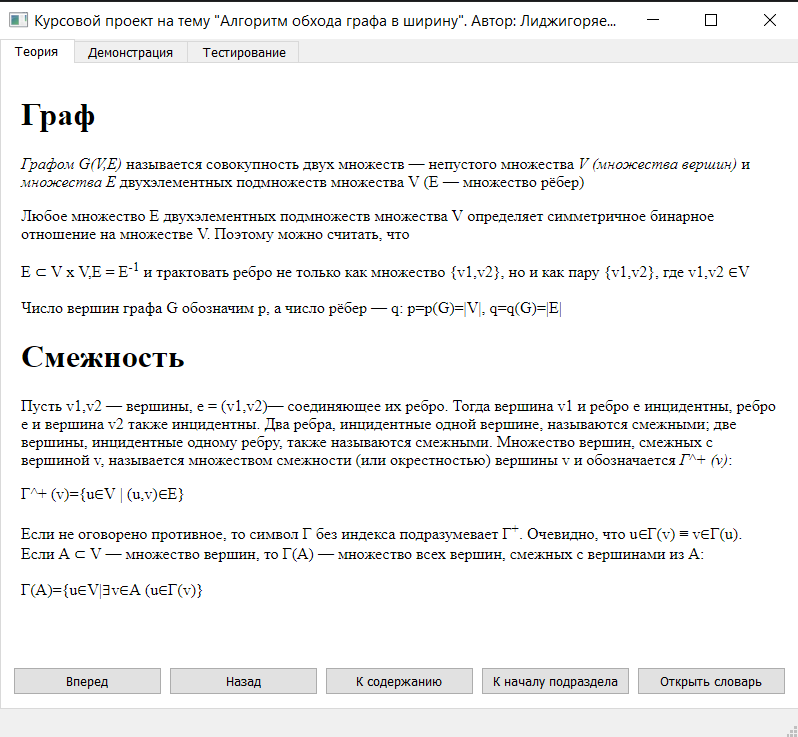 Курсовой проект на тему "Алгоритм обхода графа в ширину". Автор: Лиджигоряе...
Теория Демонстрация Тестирование
Граф
Графом G(V,E) называется совокупность двух множеств — непустого множества V (множества вершин) и
множества E двухэлементных подмножеств множества V (E — множество рёбер)
Любое множество E двухэлементных подмножеств множества V определяет симметричное бинарное
отношение на множестве V. Поэтому можно считать, что
E ⊂ V x V,E = E⁻¹ и трактовать ребро не только как множество {v1,v2}, но и как пару {v1,v2}, где v1,v2 ∈V
Число вершин графа G обозначим p, а число рёбер — q: p=p(G)=|V|, q=q(G)=|E|
Смежность
Пусть v1,v2 — вершины, e = (v1,v2)— соединяющее их ребро. Тогда вершина v1 и ребро e инцидентны, ребро
e и вершина v2 также инцидентны. Два ребра, инцидентные одной вершине, называются смежными; две
вершины, инцидентные одному ребру, также называются смежными. Множество вершин, смежных с
вершиной v, называется множеством смежности (или окрестностью) вершины v и обозначается Γ^+ (v):
Γ^+ (v)={u∈V | (u,v)∈E}
Если не оговорено противное, то символ Γ без индекса подразумевает Γ⁺. Очевидно, что u∈Γ(v) ≡ v∈Γ(u).
Если A ⊂ V — множество вершин, то Γ(A) — множество всех вершин, смежных с вершинами из A:
Γ(A)={u∈V|∃v∈A (u∈Γ(v)}
Вперед Назад К содержанию К началу подраздела Открыть словарь